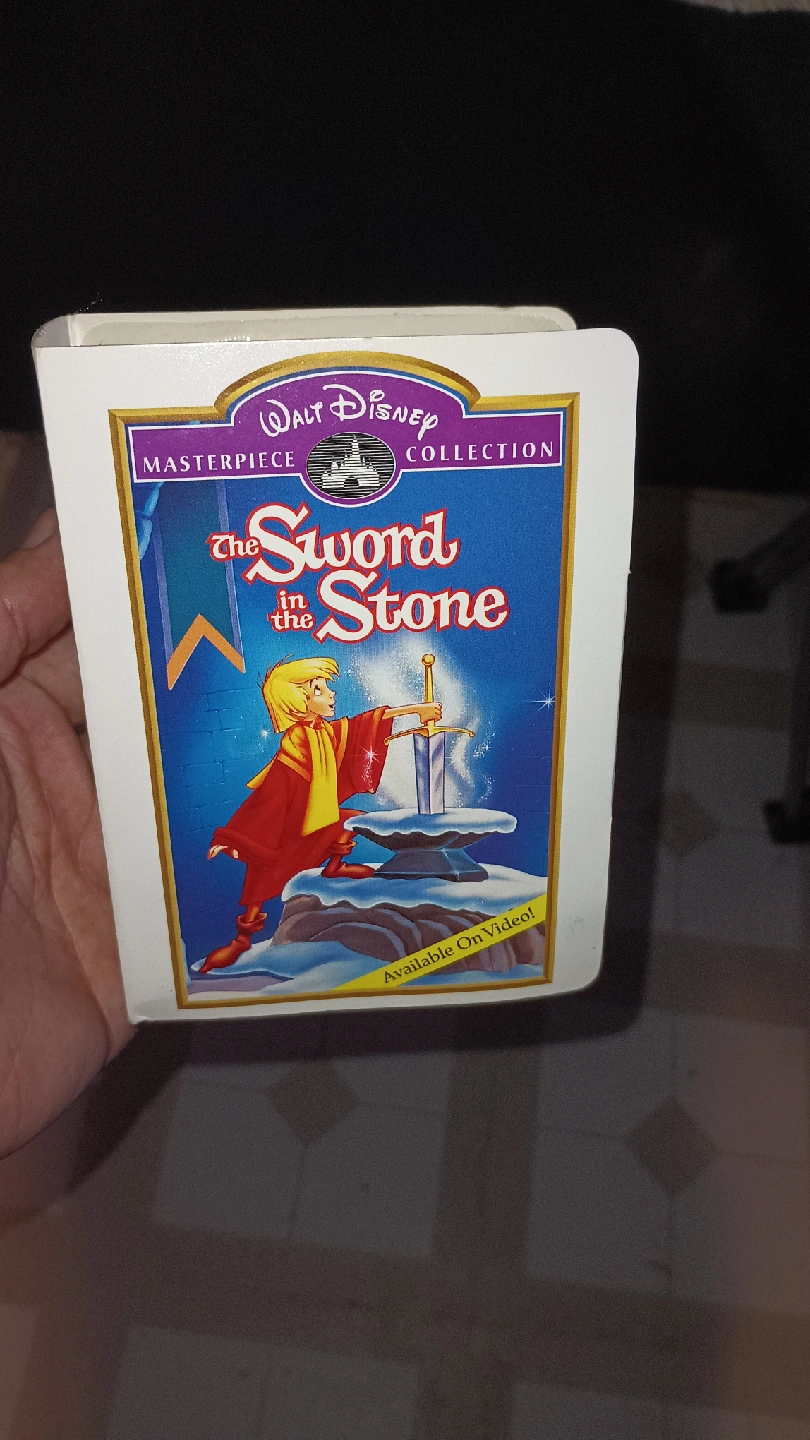 WALT DISNEY
MASTERPIECE COLLECTION
The Sword
in the Stone
Available On Video!